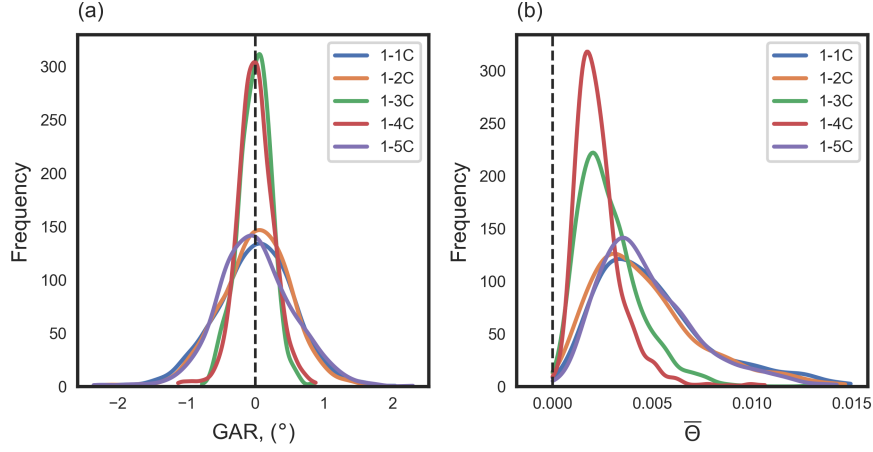 (a)
Frequency
300
250
200
150
100
50
0
−2
−1
0
1
2
GAR, (°)
1-1C
1-2C
1-3C
1-4C
1-5C
(b)
Frequency
300
250
200
150
100
50
0
0.000
0.005
0.010
0.015
Θ̅
1-1C
1-2C
1-3C
1-4C
1-5C